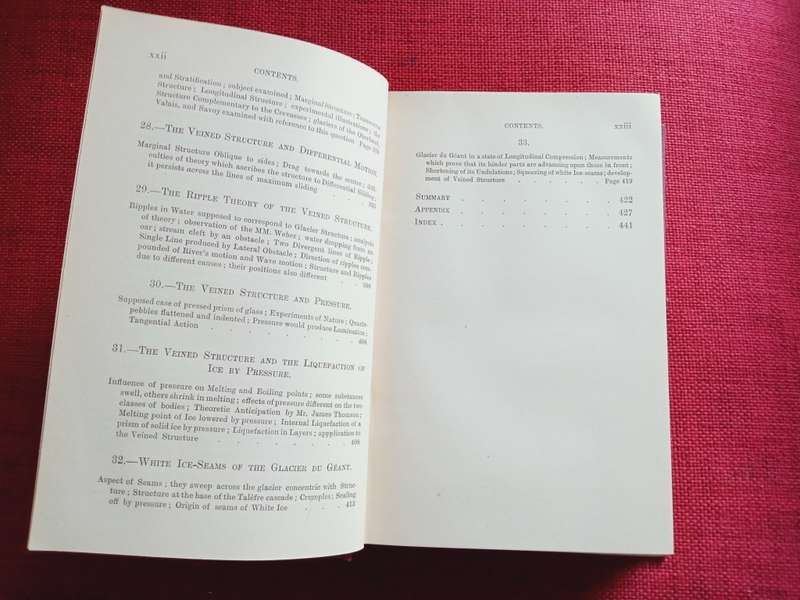 xxii
CONTENTS.
and Stratification; subject examined; Marginal Structure; Transverse
Structure; Longitudinal Structure; experimental illustrations; the
Structure Complementary to the Crevasses; glaciers of the Oberland,
Valais, and Savoy examined with reference to this question Page
28.—THE VEINED STRUCTURE AND DIFFERENTIAL MOTION.
Marginal Structure Oblique to sides; Drag towards the center;
culties of theory which ascribes the structure to Differential Sliding;
it persists across the lines of maximum sliding . .
29.—THE RIPPLE THEORY OF THE VEINED STRUCTURE.
Ripples in Water supposed to correspond to Glacier Structure; analysis
of theory; observation of the MM. Weber; water dropping from an
oar; stream cleft by an obstacle; Two Divergent lines of Ripple;
Single Line produced by Lateral Obstacle; Direction of ripples com-
pounded of River's motion and Wave motion; Structure and Ripples
due to different causes; their positions also different . .
30.—THE VEINED STRUCTURE AND PRESSURE.
Supposed case of pressed prism of glass; Experiments of Nature; Quartz-
pebbles flattened and indented; Pressure would produce Lamination;
Tangential Action . . . . . . .
31.—THE VEINED STRUCTURE AND THE LIQUEFACTION OF
ICE BY PRESSURE.
Influence of pressure on Melting and Boiling points; some substances
swell, others shrink in melting; effects of pressure different on the two
classes of bodies; Theoretic Anticipation by Mr. James Thomson;
Melting point of Ice lowered by pressure; Internal Liquefaction of a
prism of solid ice by pressure; Liquefaction in Layers; appplication to
the Veined Structure . . . . . 408
32.—WHITE ICE-SEAMS OF THE GLACIER DU GÉANT.
Aspect of Seams; they sweep across the glacier concentric with Struc-
ture; Structure at the base of the Talèfre cascade; Crumples; Scaling
off by pressure; Origin of seams of White Ice . . . 413
CONTENTS. xxiii
33.
Glacier du Géant in a state of Longitudinal Compression; Measurements
which prove that its hinder parts are advancing upon those in front;
Shortening of its Undulations; Squeezing of white Ice seams; develop-
ment of Veined Structure . . . . . Page 419
SUMMARY . . . . . . . 422
APPENDIX . . . . . . . 427
INDEX . . . . . . . . 441